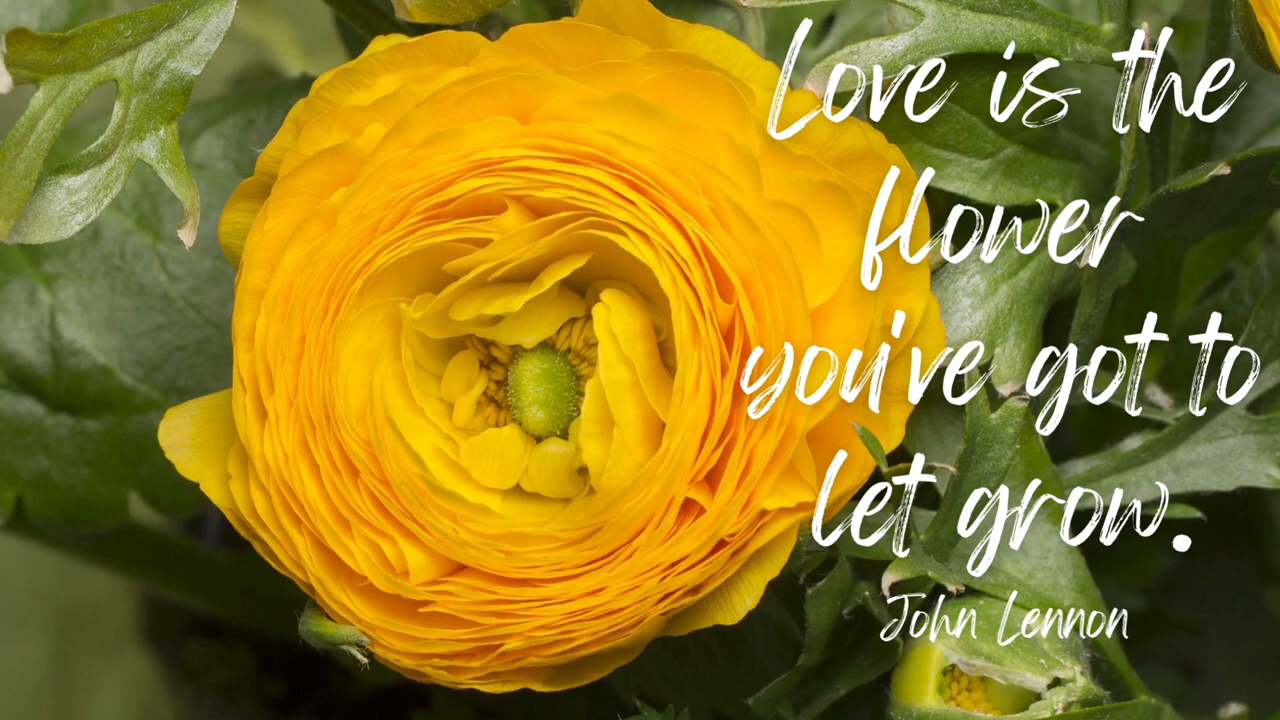 Love is the
flower
you've got to
let grow.
John Lennon